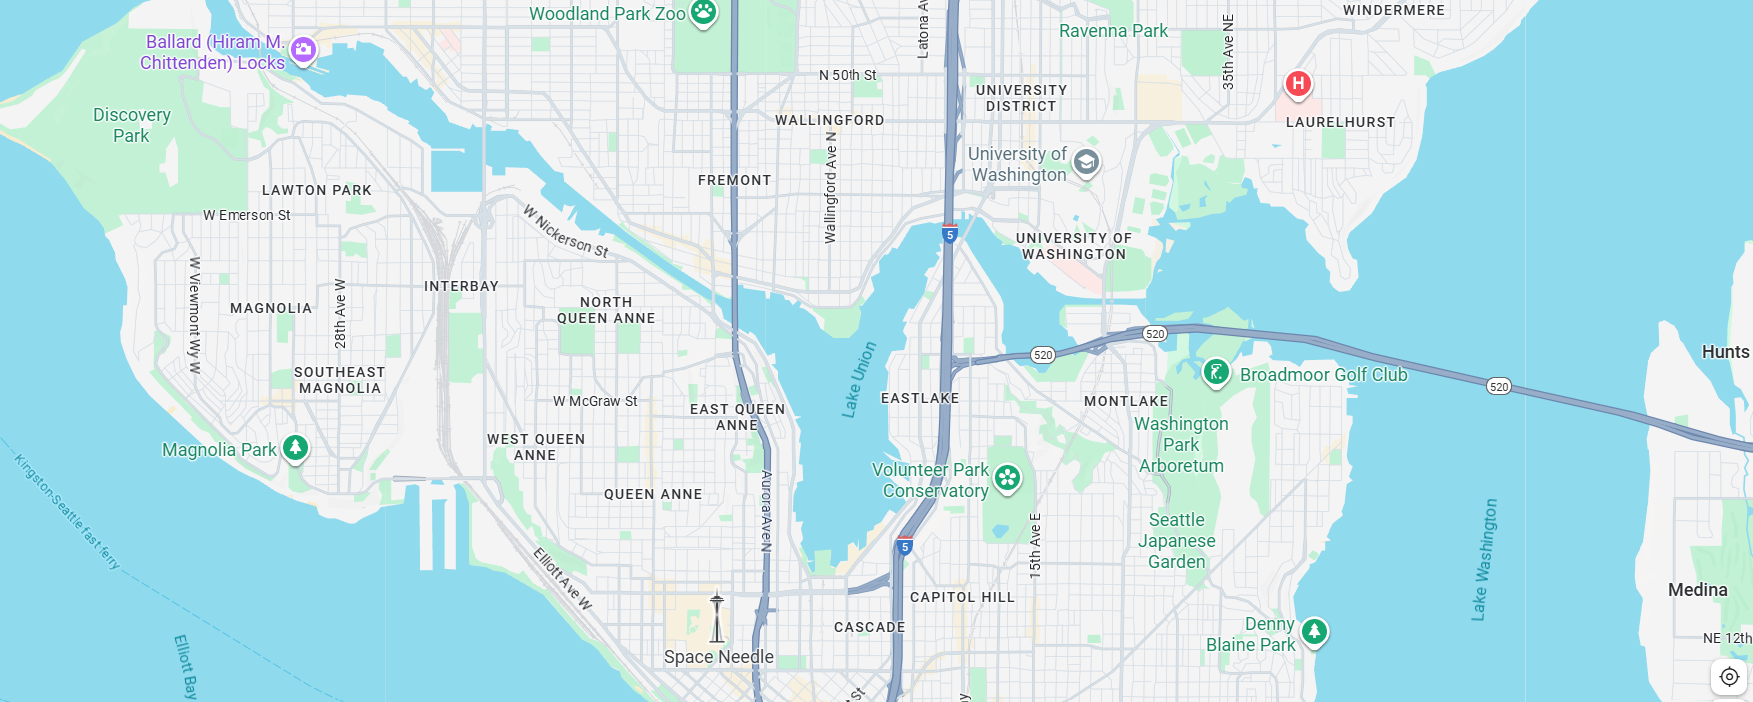 WINDERMERE
Woodland Park Zoo
Latona Av
Ravenna Park
35th Ave NE
Ballard (Hiram M.
Chittenden) Locks
N 50th St
H
UNIVERSITY
DISTRICT
Discovery
Park
WALLINGFORD
LAURELHURST
University of
Washington
FREMONT
Wallingford Ave N
LAWTON PARK
W Emerson St
W Nickerson St
5
UNIVERSITY OF
WASHINGTON
W Viewmont Wy W
28th Ave W
INTERBAY
MAGNOLIA
NORTH
QUEEN ANNE
520
520
520
Hunts
Lake Union
SOUTHEAST
MAGNOLIA
Broadmoor Golf Club
W McGraw St
EASTLAKE
MONTLAKE
EAST QUEEN
ANNE
Washington
Park
Arboretum
WEST QUEEN
ANNE
Magnolia Park
Kingston-Seattle fast ferry
Volunteer Park
Conservatory
QUEEN ANNE
Aurora Ave N
15th Ave E
Seattle
Japanese
Garden
Lake Washington
5
Elliott Ave W
CAPITOL HILL
Medina
CASCADE
Denny
Blaine Park
Elliott Bay
NE 12th
Space Needle
St